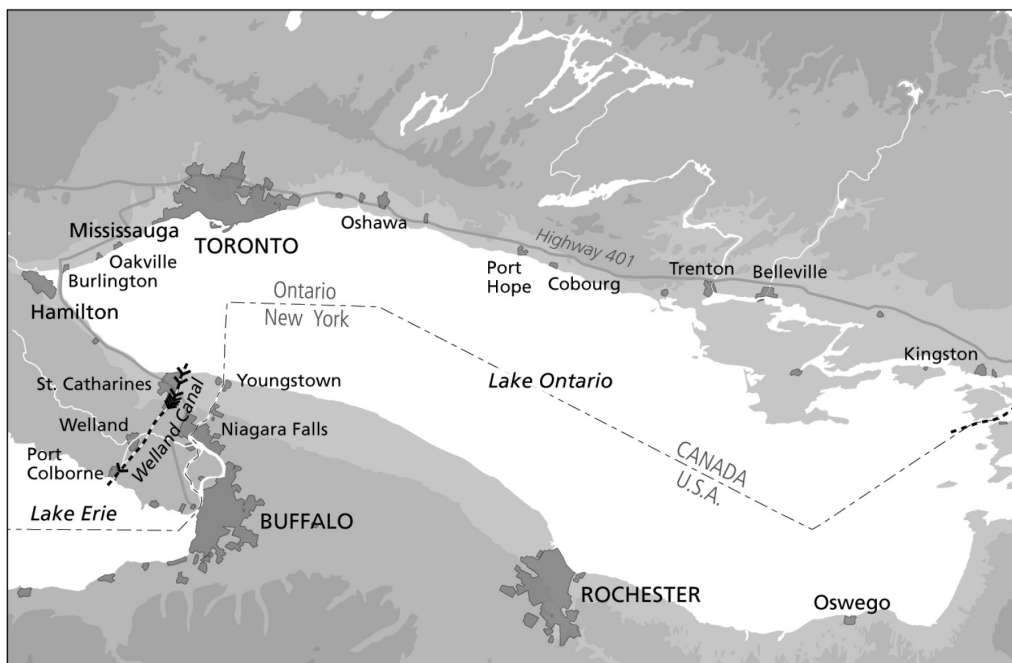 Mississauga
TORONTO
Oshawa
Highway 401
Oakville
Burlington
Hamilton
Port
Hope
Cobourg
Trenton
Belleville
Ontario
New York
Kingston
St. Catharines
Youngstown
Lake Ontario
Welland Canal
Welland
Niagara Falls
Port
Colborne
CANADA
U.S.A.
Lake Erie
BUFFALO
ROCHESTER
Oswego